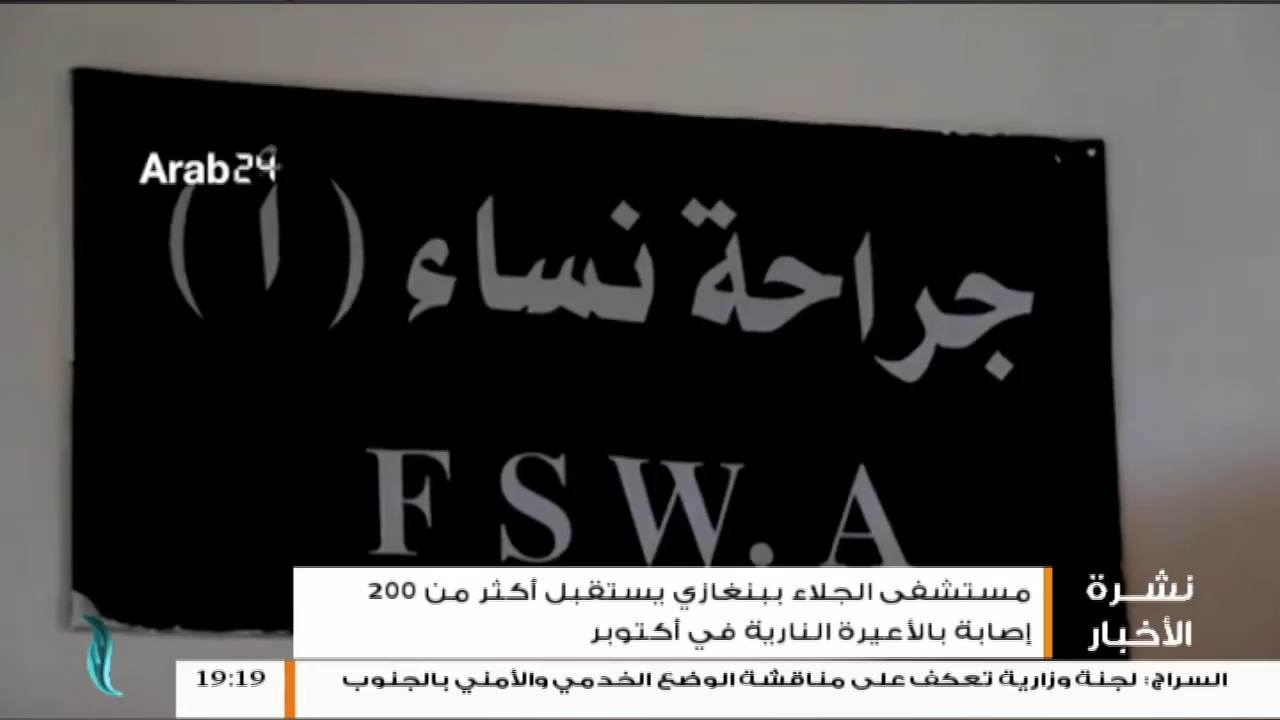 Arab24
جراحة نساء ( أ )
F S W. A
مستشفى الجلاء ببنغازي يستقبل أكثر من 200
إصابة بالأعيرة النارية في أكتوبر
نشرة
الأخبار
19:19
السراج: لجنة وزارية تعكف على مناقشة الوضع الخدمي والأمني بالجنوب